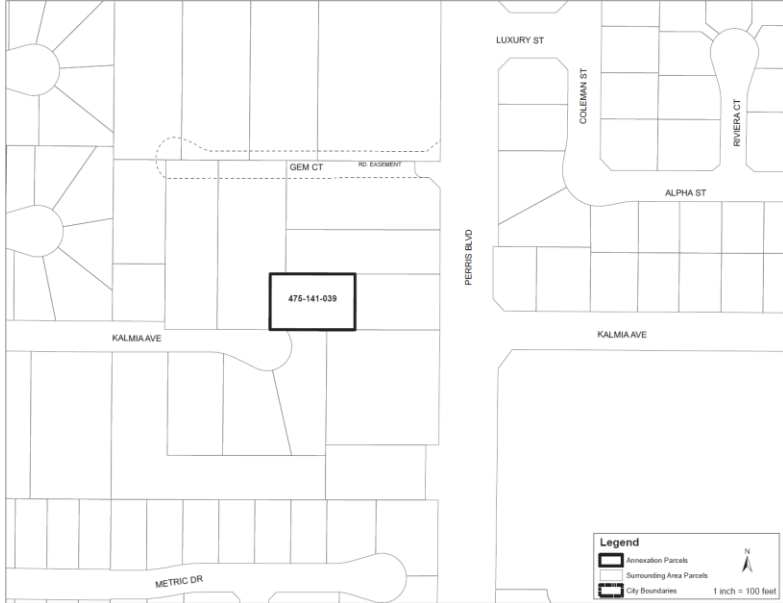 LUXURY ST
COLEMAN ST
RIVIERA CT
GEM CT
RD. EASEMENT
ALPHA ST
PERRIS BLVD
475-141-039
KALMIA AVE
KALMIA AVE
METRIC DR
Legend
Annexation Parcels
Surrounding Area Parcels
City Boundaries
N
1 inch = 100 feet